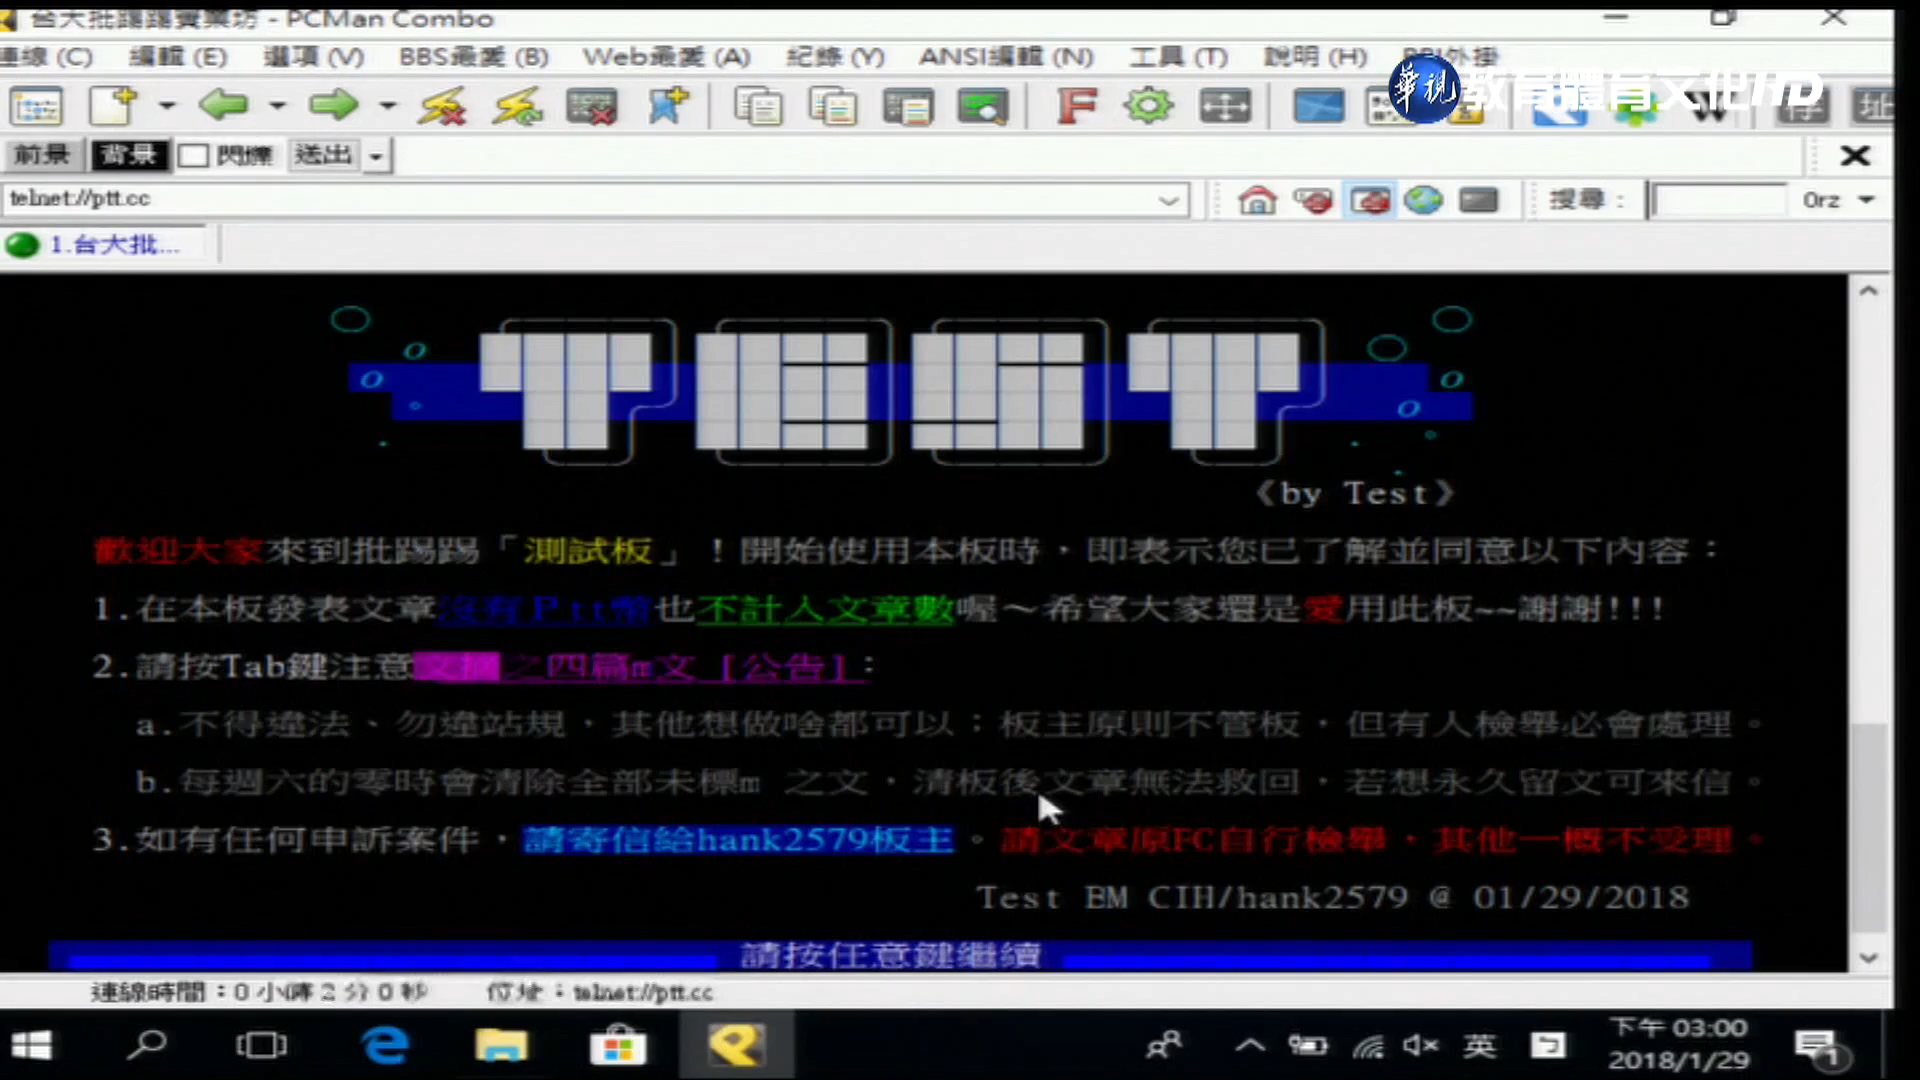 台大批踢踢實業坊 - PCMan Combo
連線 (C) 編輯 (E) 選項 (V) BBS最愛 (B) Web最愛 (A) 紀錄 (Y) ANSI編輯 (N) 工具 (T) 說明 (H) 外掛
華視 教育體育文化HD
前景 背景 閃爍 送出
telnet://ptt.cc 搜尋： Orz
1.台大批...
TEST
《by Test》
歡迎大家來到批踢踢「測試板」！開始使用本板時，即表示您已了解並同意以下內容：
1.在本板發表文章沒有Ptt幣也不計入文章數喔～希望大家還是愛用此板~~謝謝!!!
2.請按Tab鍵注意文摘之四篇m文［公告］：
a.不得違法、勿違站規，其他想做啥都可以；板主原則不管板，但有人檢舉必會處理。
b.每週六的零時會清除全部未標m 之文，清板後文章無法救回，若想永久留文可來信。
3.如有任何申訴案件，請寄信給hank2579板主。請文章原FC自行檢舉，其他一概不受理。
Test BM CIH/hank2579 @ 01/29/2018
請按任意鍵繼續
連線時間：0 小時 2 分 0 秒 位址：telnet://ptt.cc
英 下午 03:00
2018/1/29 1